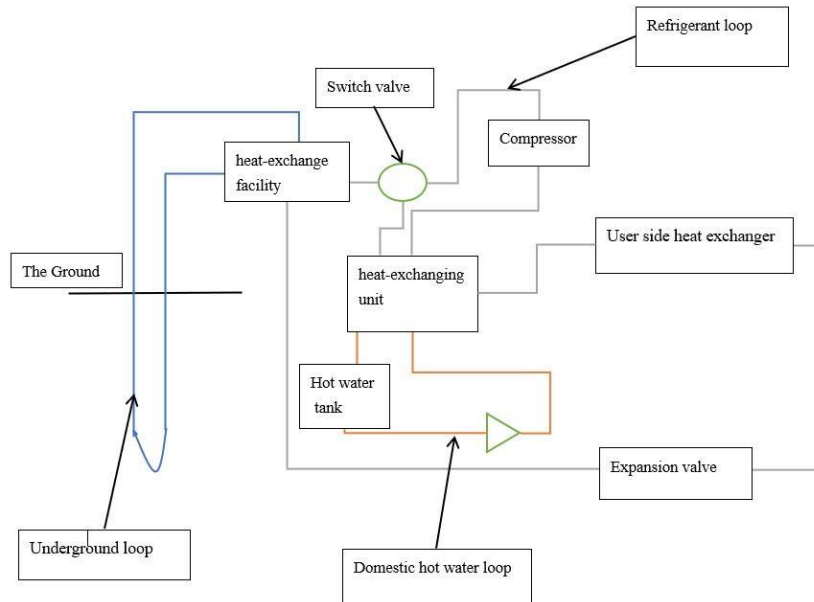 Refrigerant loop
Switch valve
Compressor
heat-exchange
facility
User side heat exchanger
The Ground
heat-exchanging
unit
Hot water
tank
Expansion valve
Underground loop
Domestic hot water loop